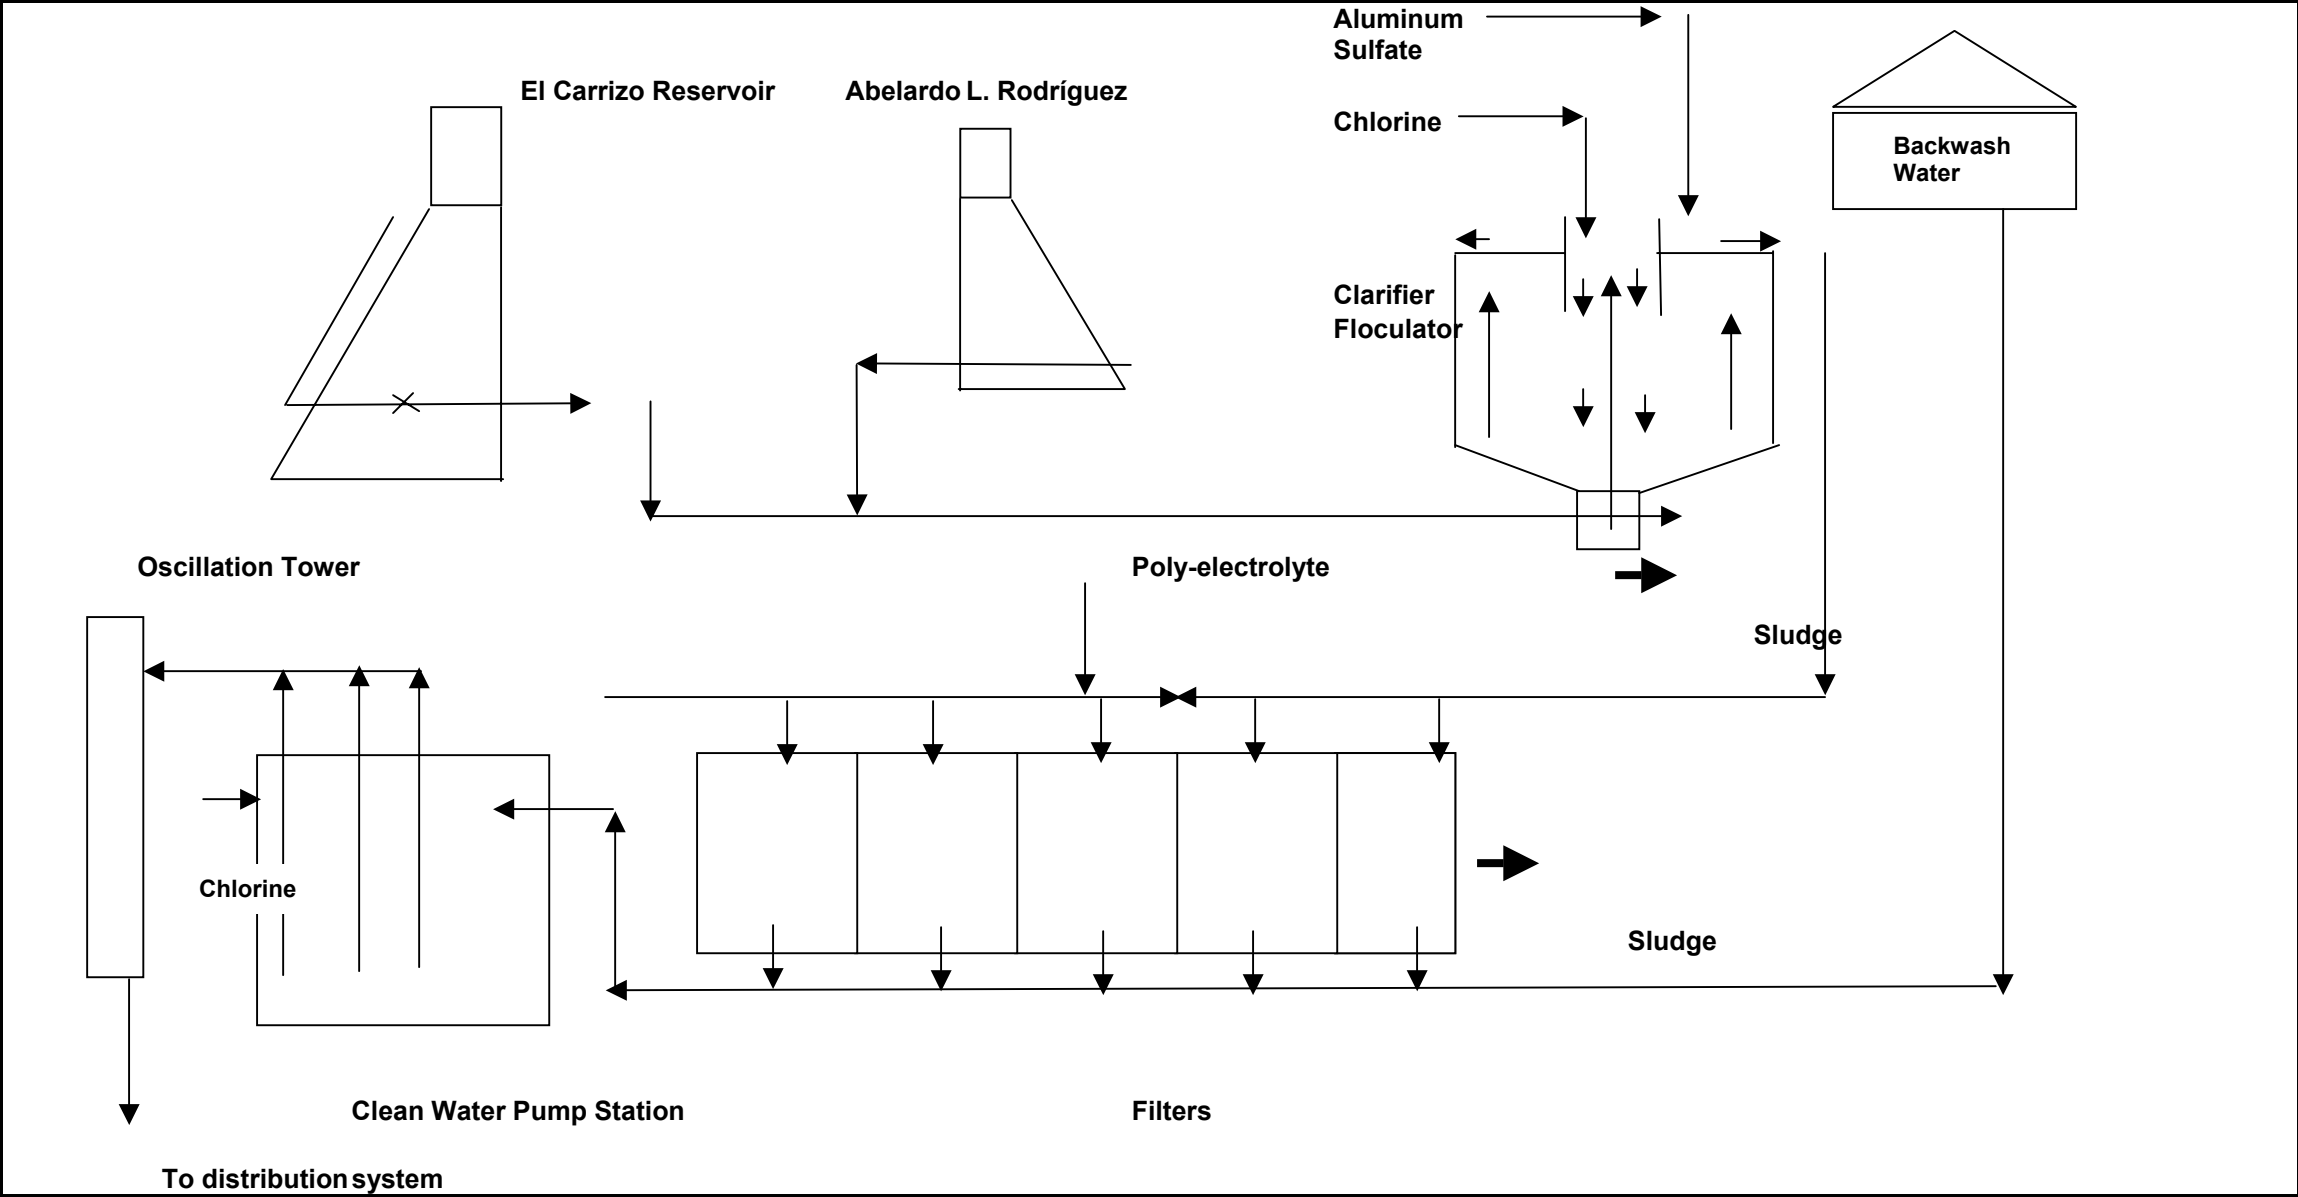 Aluminum
Sulfate
El Carrizo Reservoir
Abelardo L. Rodríguez
Chlorine
Backwash
Water
Clarifier
Floculator
Oscillation Tower
Poly-electrolyte
Sludge
Chlorine
Sludge
Clean Water Pump Station
Filters
To distribution system